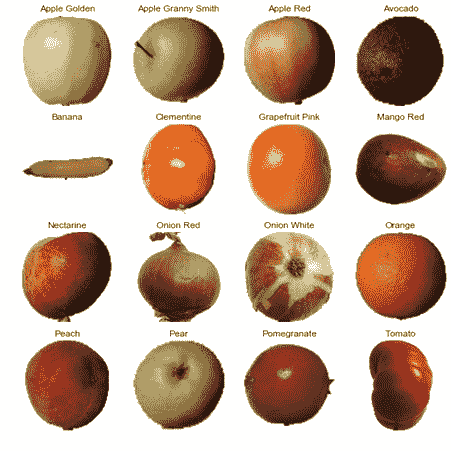 Apple Golden
Apple Granny Smith
Apple Red
Avocado
Banana
Clementine
Grapefruit Pink
Mango Red
Nectarine
Onion Red
Onion White
Orange
Peach
Pear
Pomegranate
Tomato